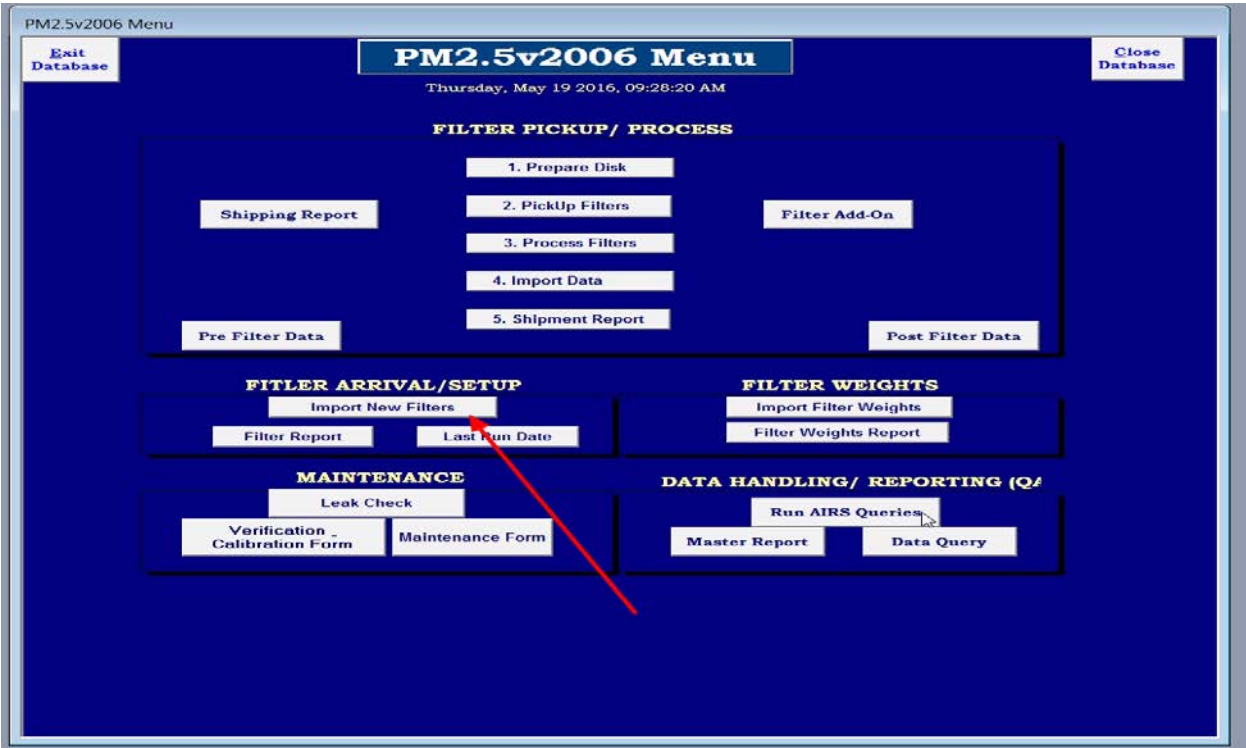 PM2.5v2006 Menu
Exit
Database
PM2.5v2006 Menu
Close
Database
Thursday, May 19 2016, 09:28:20 AM
FILTER PICKUP/ PROCESS
1. Prepare Disk
Shipping Report
2. PickUp Filters
Filter Add-On
3. Process Filters
4. Import Data
5. Shipment Report
Pre Filter Data
Post Filter Data
FITLER ARRIVAL/SETUP
Import New Filters
Filter Report
Last Run Date
FILTER WEIGHTS
Import Filter Weights
Filter Weights Report
MAINTENANCE
Leak Check
Verification -
Calibration Form
Maintenance Form
DATA HANDLING/ REPORTING (QA
Run AIRS Queries
Master Report
Data Query